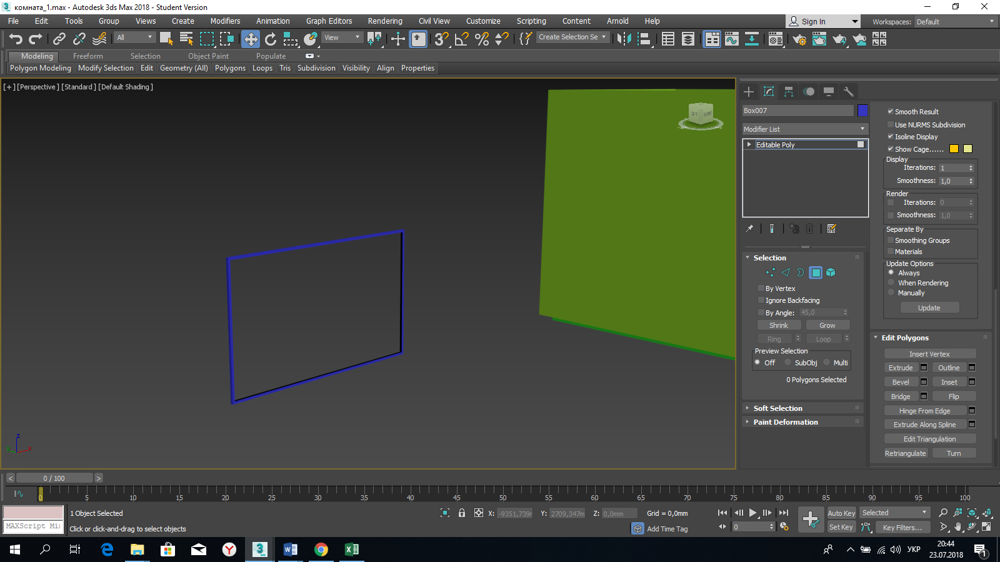 комната_1.max - Autodesk 3ds Max 2018 - Student Version
File Edit Tools Group Views Create Modifiers Animation Graph Editors Rendering Civil View Customize Scripting Content Arnold Help Sign In Workspaces: Default
All View Create Selection Se
Modeling Freeform Selection Object Paint Populate
Polygon Modeling Modify Selection Edit Geometry (All) Polygons Loops Tris Subdivision Visibility Align Properties
[+] [Perspective ] [Standard ] [Default Shading ]
Box007
Modifier List
Editable Poly
Selection
By Vertex
Ignore Backfacing
By Angle: 45,0
Shrink Grow
Ring Loop
Preview Selection
Off SubObj Multi
0 Polygons Selected
Soft Selection
Paint Deformation
Smooth Result
Use NURMS Subdivision
Isoline Display
Show Cage......
Display
Iterations: 1
Smoothness: 1,0
Render
Iterations: 0
Smoothness: 1,0
Separate By
Smoothing Groups
Materials
Update Options
Always
When Rendering
Manually
Update
Edit Polygons
Insert Vertex
Extrude Outline
Bevel Inset
Bridge Flip
Hinge From Edge
Extrude Along Spline
Edit Triangulation
Retriangulate Turn
z
y x
< 0 / 100 >
0 5 10 15 20 25 30 35 40 45 50 55 60 65 70 75 80 85 90 95 100
1 Object Selected X: -9351,739m Y: 2709,347m Z: 0,0mm Grid = 0,0mm Auto Key Selected
MAXScript Mi Click or click-and-drag to select objects Add Time Tag 0 Set Key Key Filters...
УКР 20:44
23.07.2018
1